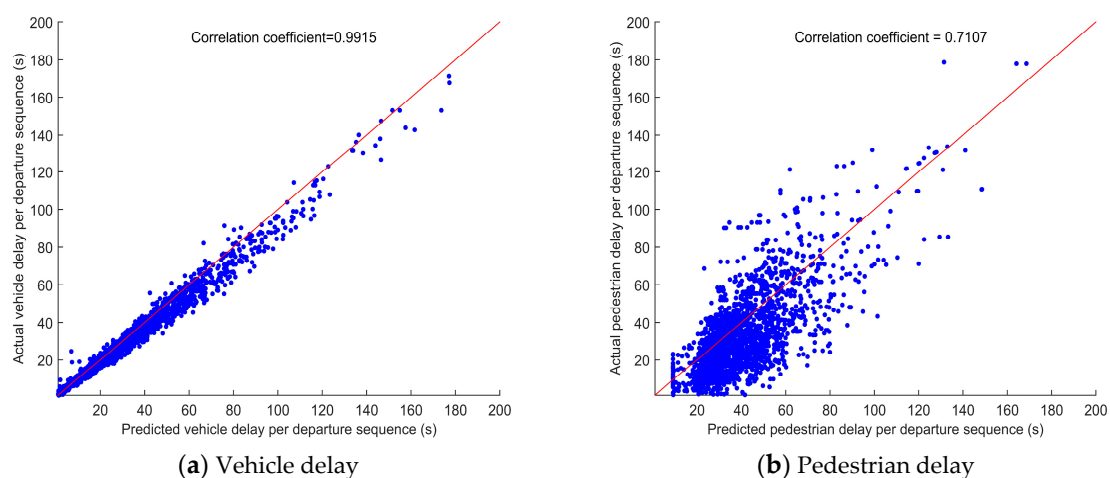 Correlation coefficient=0.9915
Actual vehicle delay per departure sequence (s)
200
180
160
140
120
100
80
60
40
20
20 40 60 80 100 120 140 160 180 200
Predicted vehicle delay per departure sequence (s)
(a) Vehicle delay
Correlation coefficient = 0.7107
Actual pedestrian delay per departure sequence (s)
200
180
160
140
120
100
80
60
40
20
20 40 60 80 100 120 140 160 180 200
Predicted pedestrian delay per departure sequence (s)
(b) Pedestrian delay